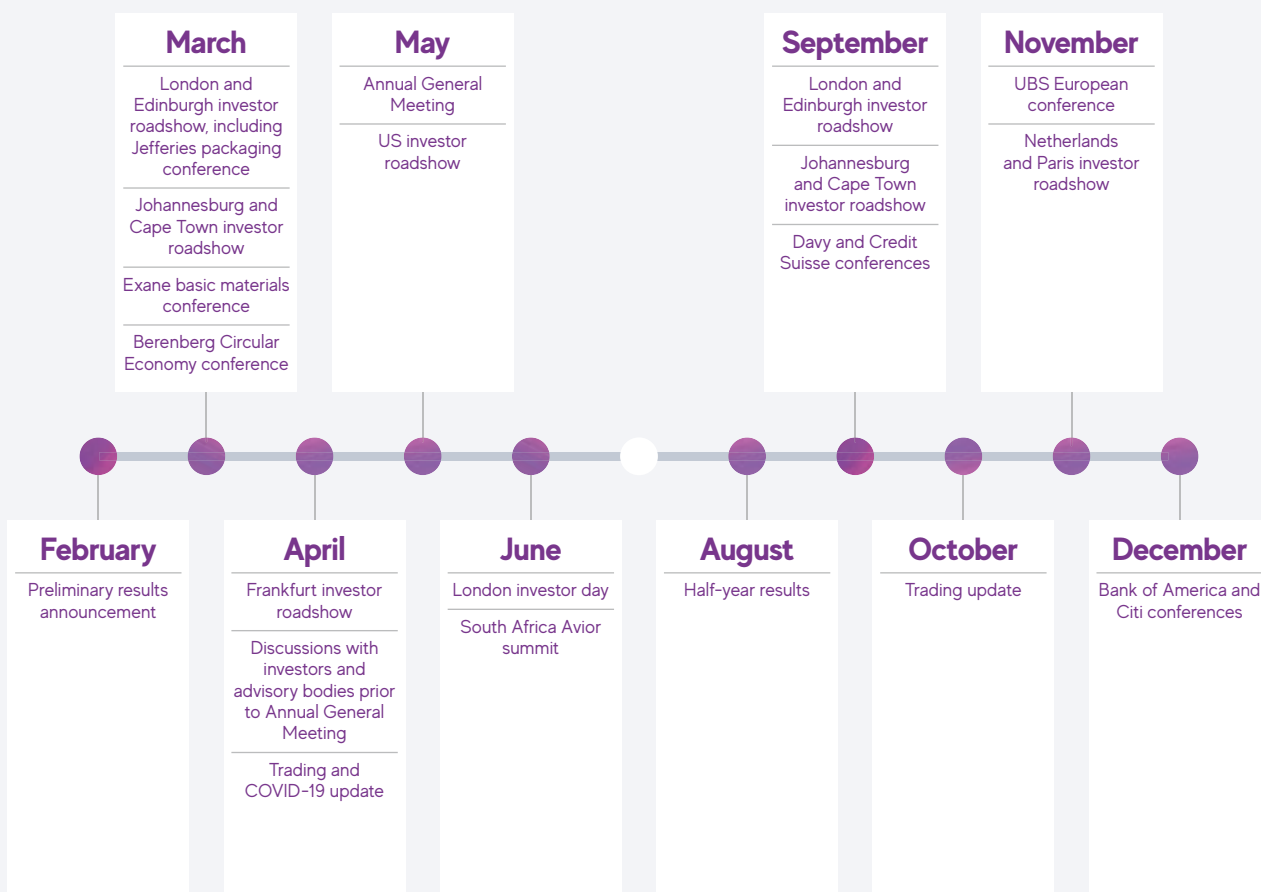 March
London and
Edinburgh investor
roadshow, including
Jefferies packaging
conference
Johannesburg and
Cape Town investor
roadshow
Exane basic materials
conference
Berenberg Circular
Economy conference
May
Annual General
Meeting
US investor
roadshow
September
London and
Edinburgh investor
roadshow
Johannesburg
and Cape Town
investor roadshow
Davy and Credit
Suisse conferences
November
UBS European
conference
Netherlands
and Paris investor
roadshow
February
Preliminary results
announcement
April
Frankfurt investor
roadshow
Discussions with
investors and
advisory bodies prior
to Annual General
Meeting
Trading and
COVID-19 update
June
London investor day
South Africa Avior
summit
August
Half-year results
October
Trading update
December
Bank of America and
Citi conferences